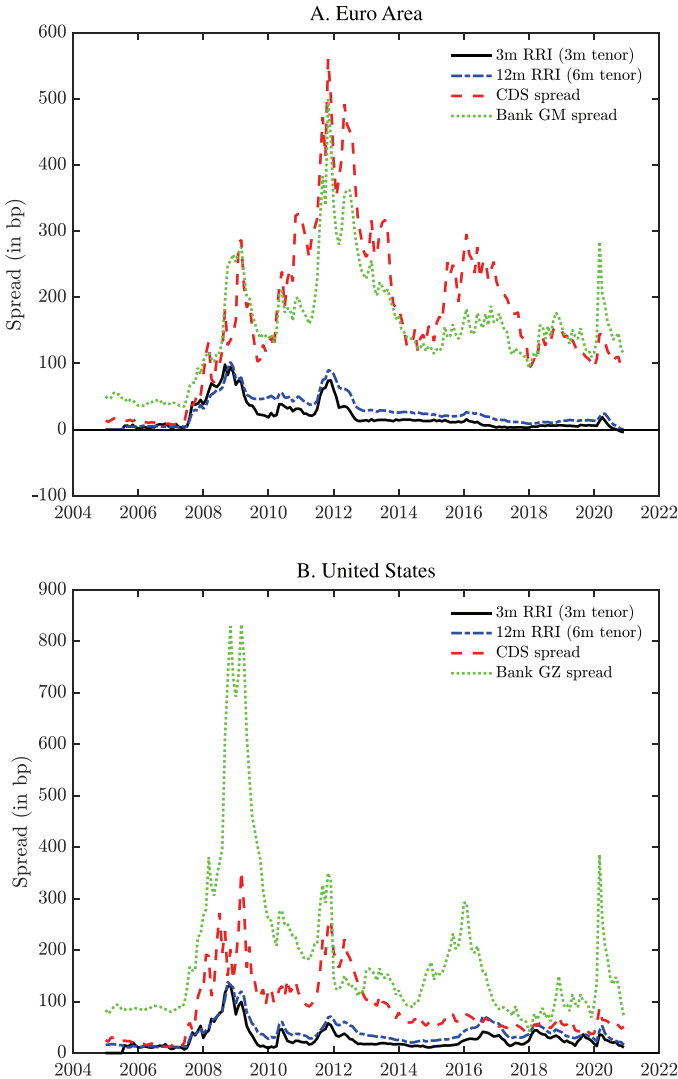 A. Euro Area
600
500
400
300
200
100
0
-100
Spread (in bp)
3m RRI (3m tenor)
12m RRI (6m tenor)
CDS spread
Bank GM spread
2004 2006 2008 2010 2012 2014 2016 2018 2020 2022
B. United States
900
800
700
600
500
400
300
200
100
0
Spread (in bp)
3m RRI (3m tenor)
12m RRI (6m tenor)
CDS spread
Bank GZ spread
2004 2006 2008 2010 2012 2014 2016 2018 2020 2022